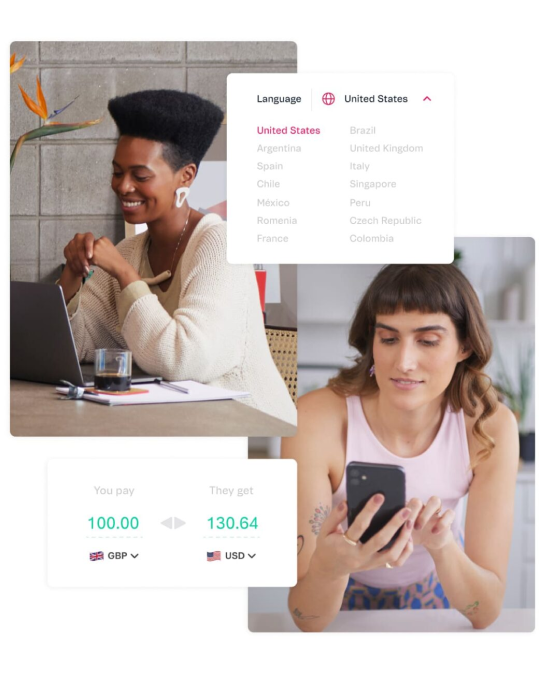 Language United States
United States Brazil
Argentina United Kingdom
Spain Italy
Chile Singapore
México Peru
Romenia Czech Republic
France Colombia
You pay They get
100.00 130.64
GBP USD